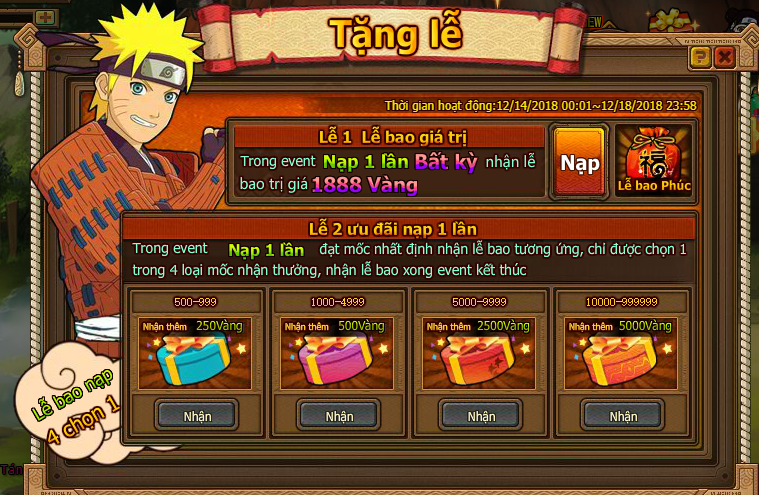 Tặng lễ
Thời gian hoạt động:12/14/2018 00:01~12/18/2018 23:58
Lễ 1 Lễ bao giá trị
Trong event Nạp 1 lần Bất kỳ nhận lễ
bao trị giá 1888 Vàng
Nạp
福
Lễ bao Phúc
Lễ 2 ưu đãi nạp 1 lần
Trong event Nạp 1 lần đạt mốc nhất định nhận lễ bao tương ứng, chỉ được chọn 1
trong 4 loại mốc nhận thưởng, nhận lễ bao xong event kết thúc
500-999
1000-4999
5000-9999
10000-999999
Nhận thêm 250Vàng
Nhận thêm 500Vàng
Nhận thêm 2500Vàng
Nhận thêm 5000Vàng
Nhận
Nhận
Nhận
Nhận
Lễ bao nạp
4 chọn 1